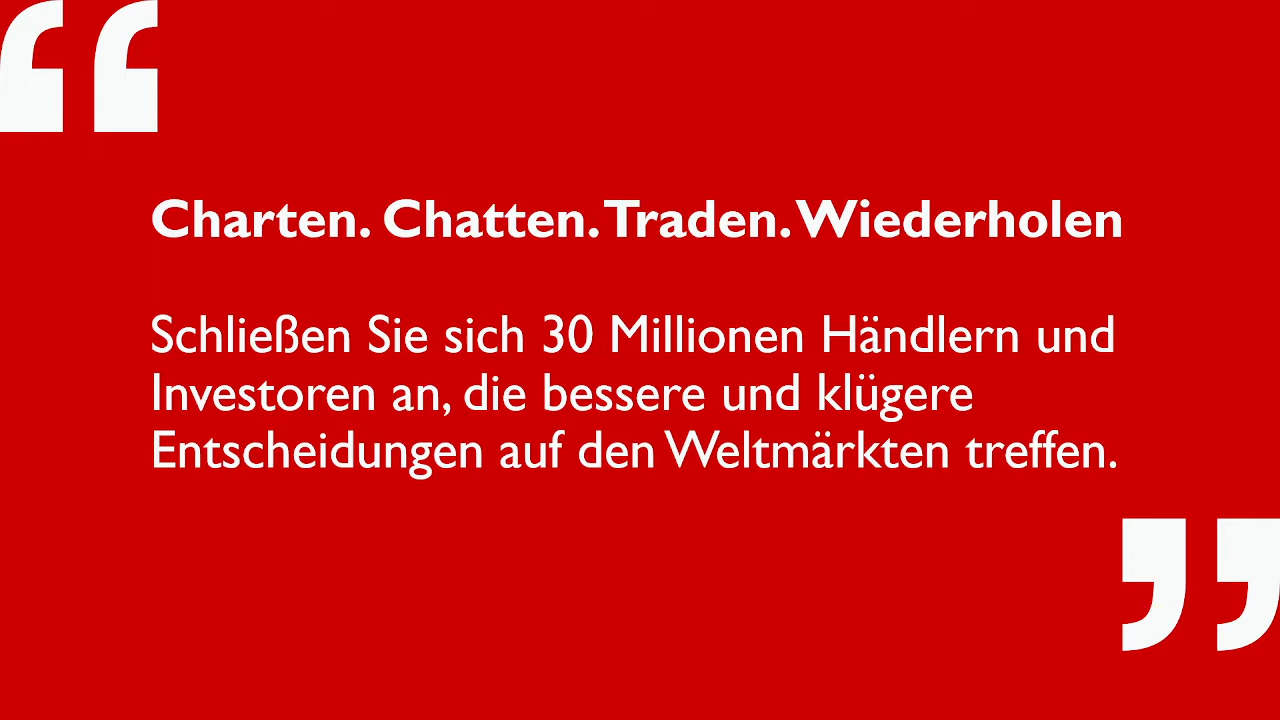 “
Charten. Chatten. Traden. Wiederholen
Schließen Sie sich 30 Millionen Händlern und
Investoren an, die bessere und klügere
Entscheidungen auf den Weltmärkten treffen.
”